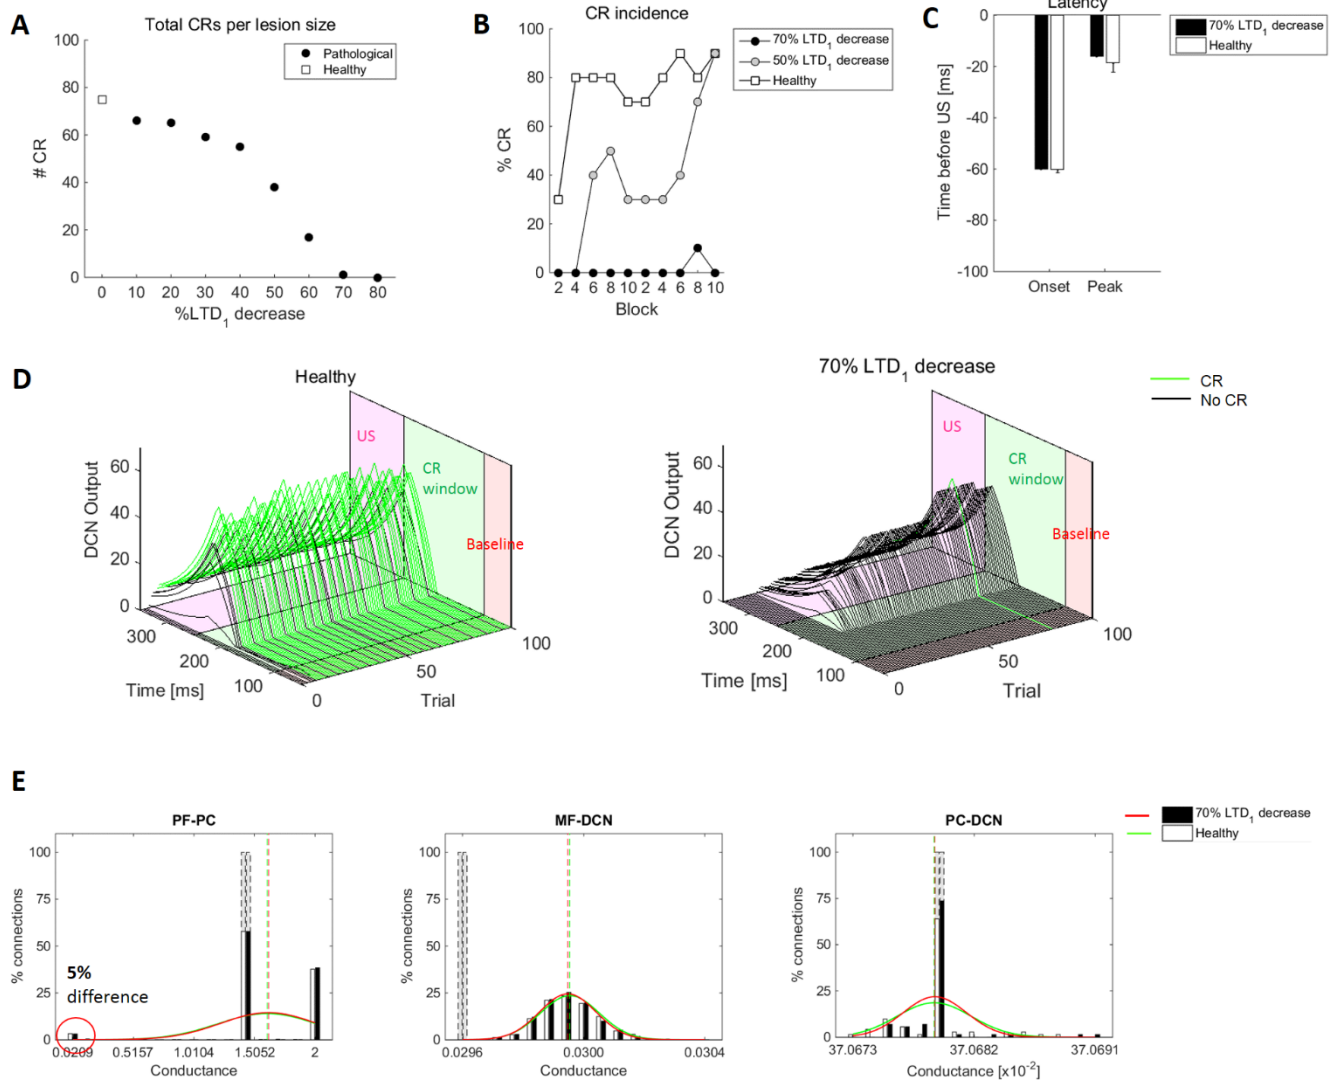 A
Total CRs per lesion size
100
80
60
40
20
0
# CR
Pathological
Healthy
0 10 20 30 40 50 60 70 80
%LTD1 decrease
B
CR incidence
100
80
60
40
20
0
% CR
70% LTD1 decrease
50% LTD1 decrease
Healthy
2 4 6 8 10 2 4 6 8 10
Block
C
Latency
0
-20
-40
-60
-80
-100
Time before US [ms]
70% LTD1 decrease
Healthy
Onset Peak
D
Healthy
US
CR
window
Baseline
60
40
20
0
DCN Output
300
200
100
Time [ms]
0
50
100
Trial
70% LTD1 decrease
US
CR
window
Baseline
60
40
20
0
DCN Output
300
200
100
Time [ms]
0
50
100
Trial
CR
No CR
E
PF-PC
100
75
50
25
0
% connections
5%
difference
0.0209 0.5157 1.0104 1.5052 2
Conductance
MF-DCN
100
75
50
25
0
% connections
0.0296 0.0300 0.0304
Conductance
PC-DCN
100
75
50
25
0
% connections
37.0673 37.0682 37.0691
Conductance [x10-2]
70% LTD1 decrease
Healthy